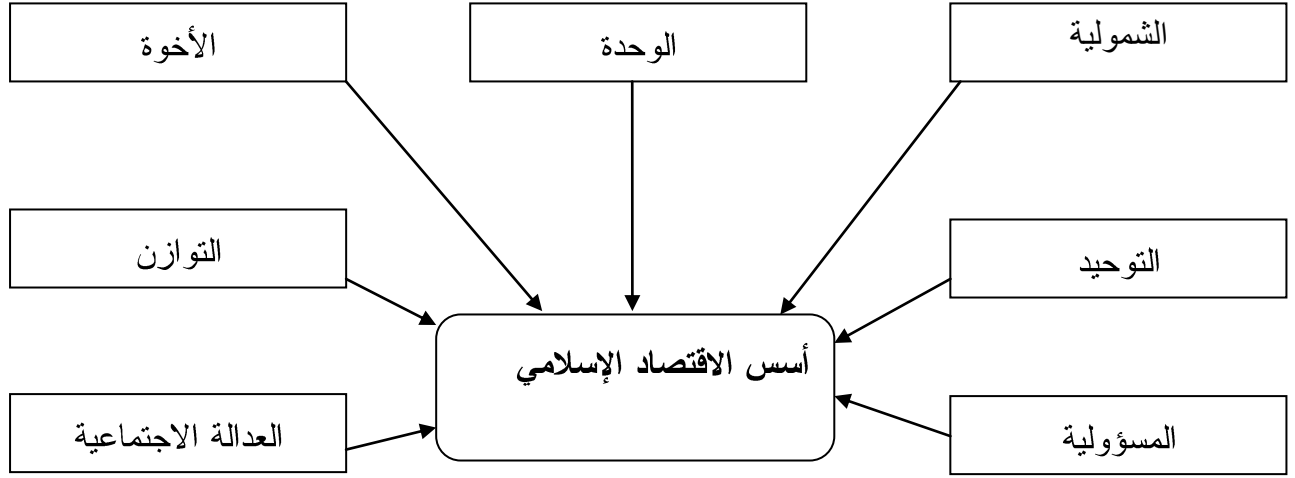 الشمولية
الوحدة
الأخوة
التوحيد
التوازن
أسس الاقتصاد الإسلامي
المسؤولية
العدالة الاجتماعية